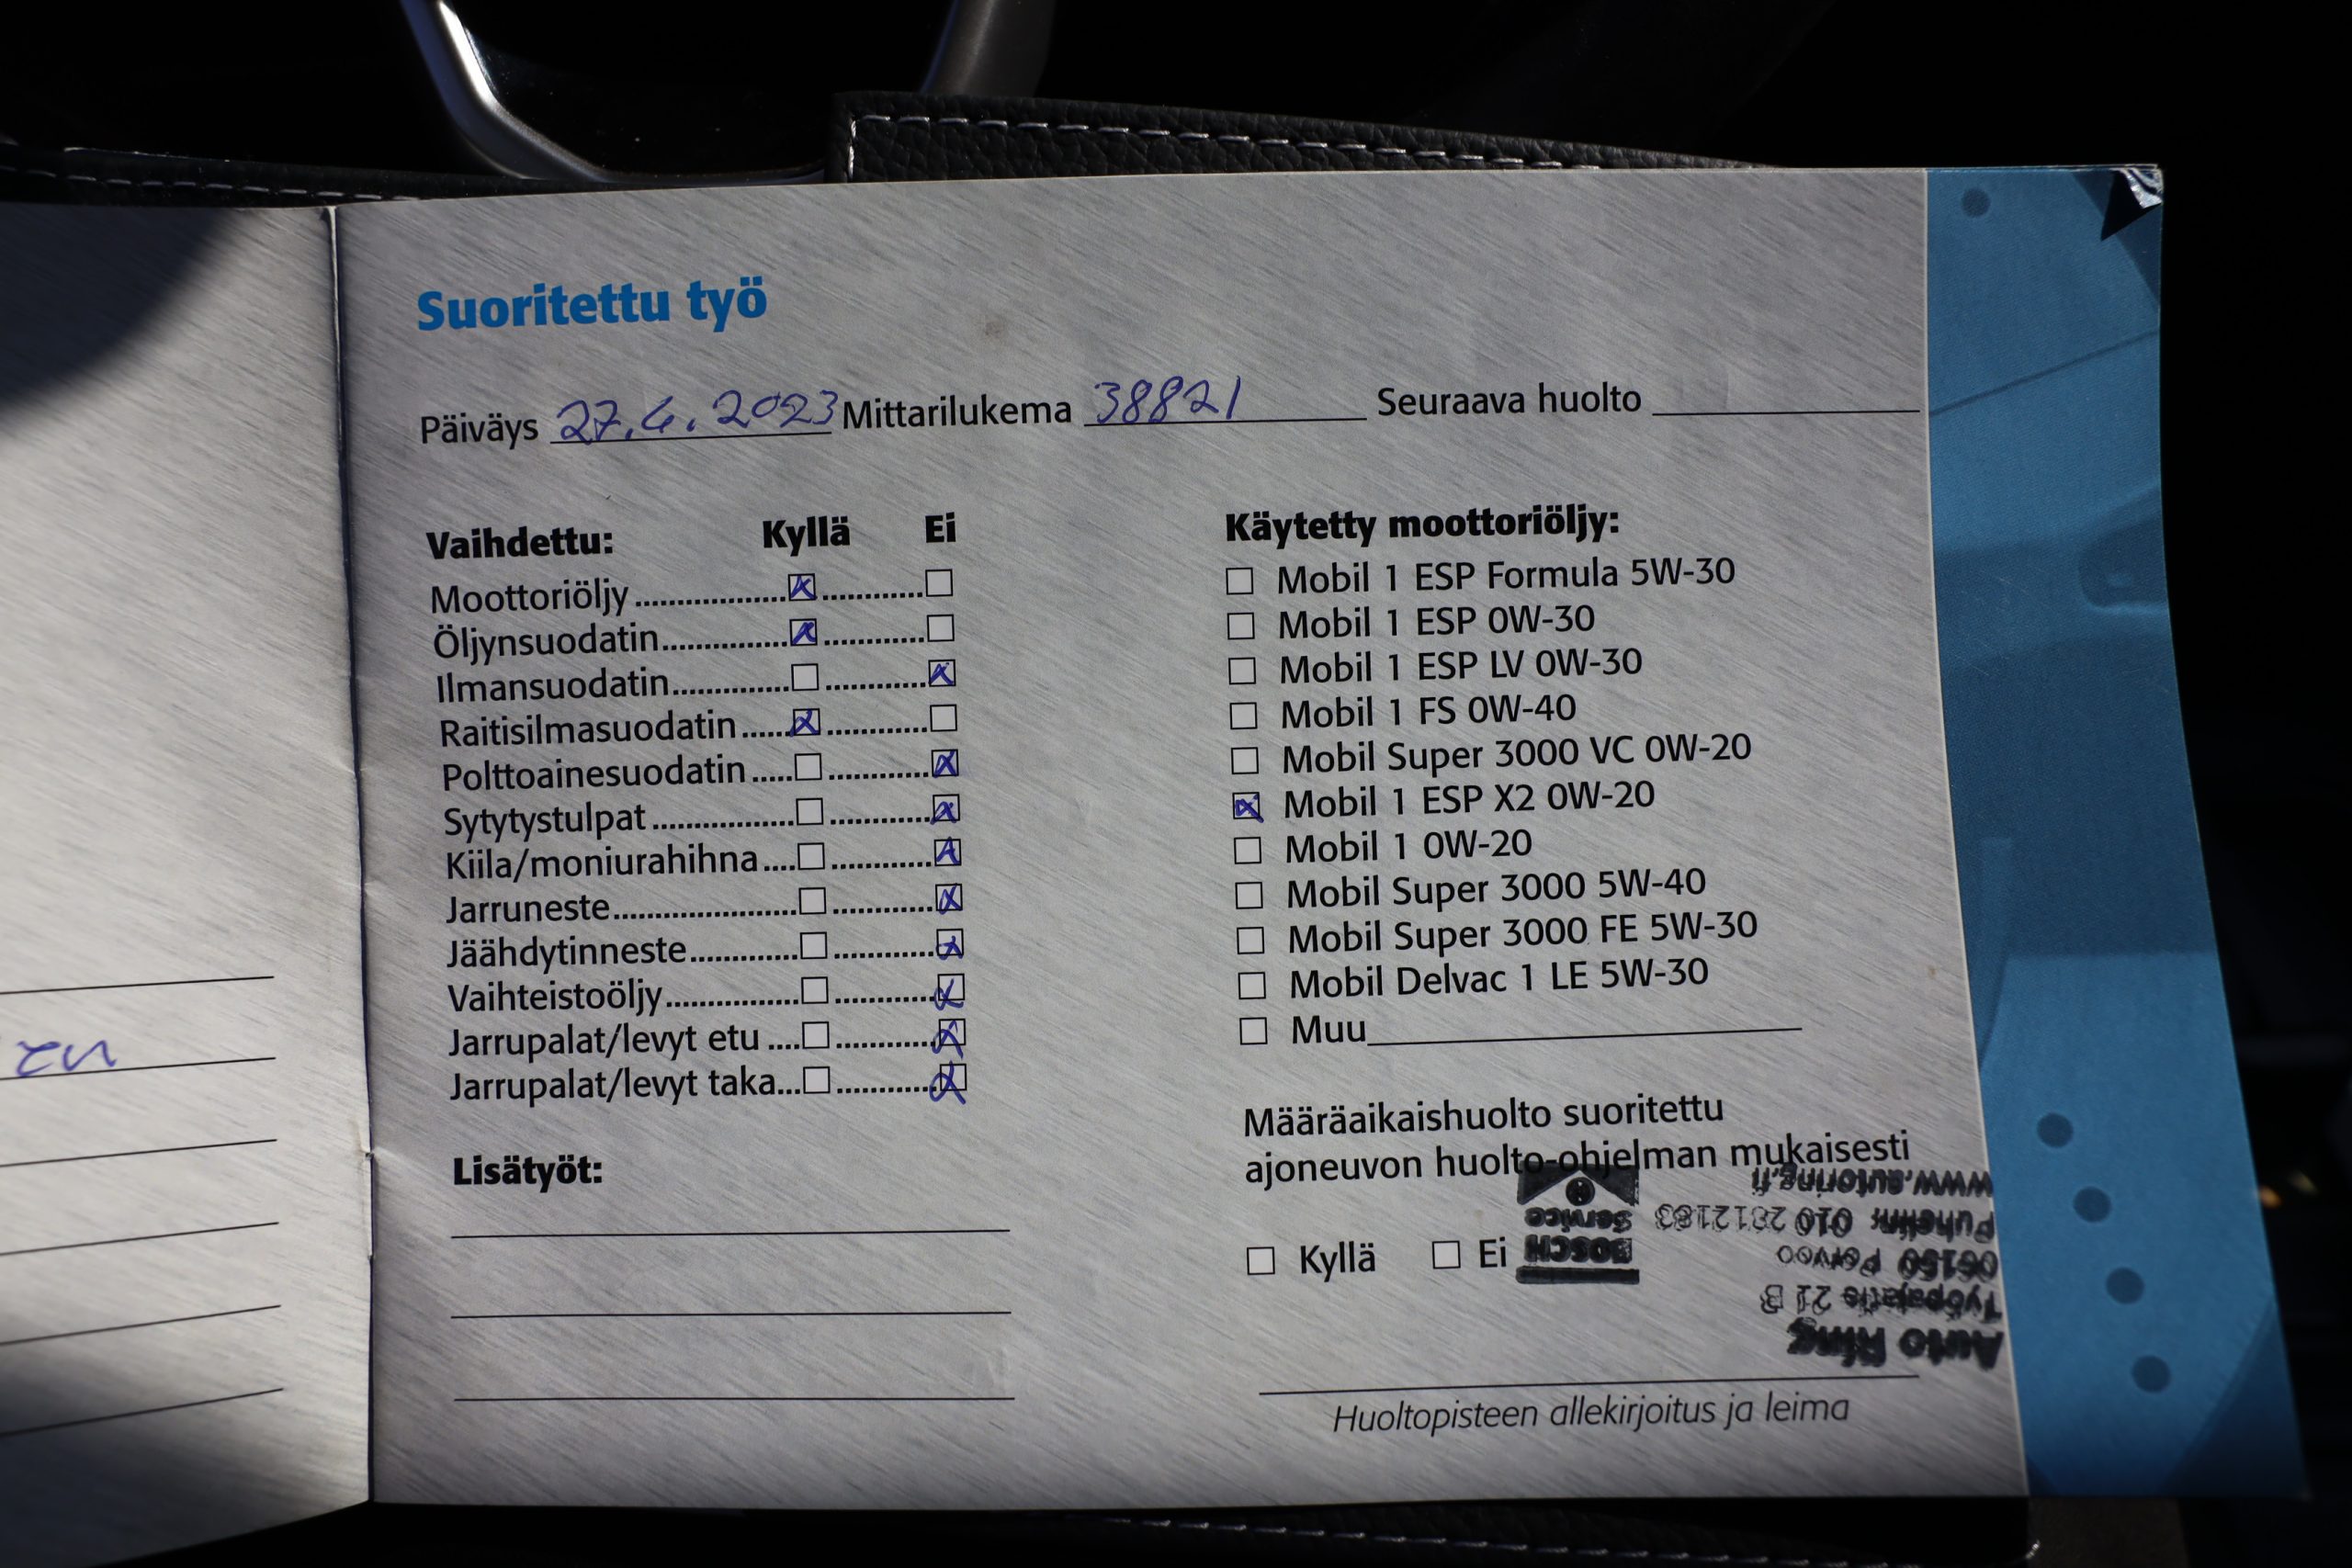 Suoritettu työ
Päiväys 27.4.2023 Mittarilukema 38821 Seuraava huolto
Vaihdettu: Kyllä Ei
Moottoriöljy
Öljynsuodatin
Ilmansuodatin
Raitisilmasuodatin
Polttoainesuodatin
Sytytystulpat
Kiila/moniurahihna
Jarruneste
Jäähdytinneste
Vaihteistoöljy
Jarrupalat/levyt etu
Jarrupalat/levyt taka
Lisätyöt:
Käytetty moottoriöljy:
Mobil 1 ESP Formula 5W-30
Mobil 1 ESP 0W-30
Mobil 1 ESP LV 0W-30
Mobil 1 FS 0W-40
Mobil Super 3000 VC 0W-20
Mobil 1 ESP X2 0W-20
Mobil 1 0W-20
Mobil Super 3000 5W-40
Mobil Super 3000 FE 5W-30
Mobil Delvac 1 LE 5W-30
Muu
Määräaikaishuolto suoritettu
ajoneuvon huolto-ohjelman mukaisesti
Kyllä Ei
BOSCH
Service
Auto Ring
Työpajatie 21 B
06150 Porvoo
Puhelin: 010 2312183
www.autoring.fi
Huoltopisteen allekirjoitus ja leima